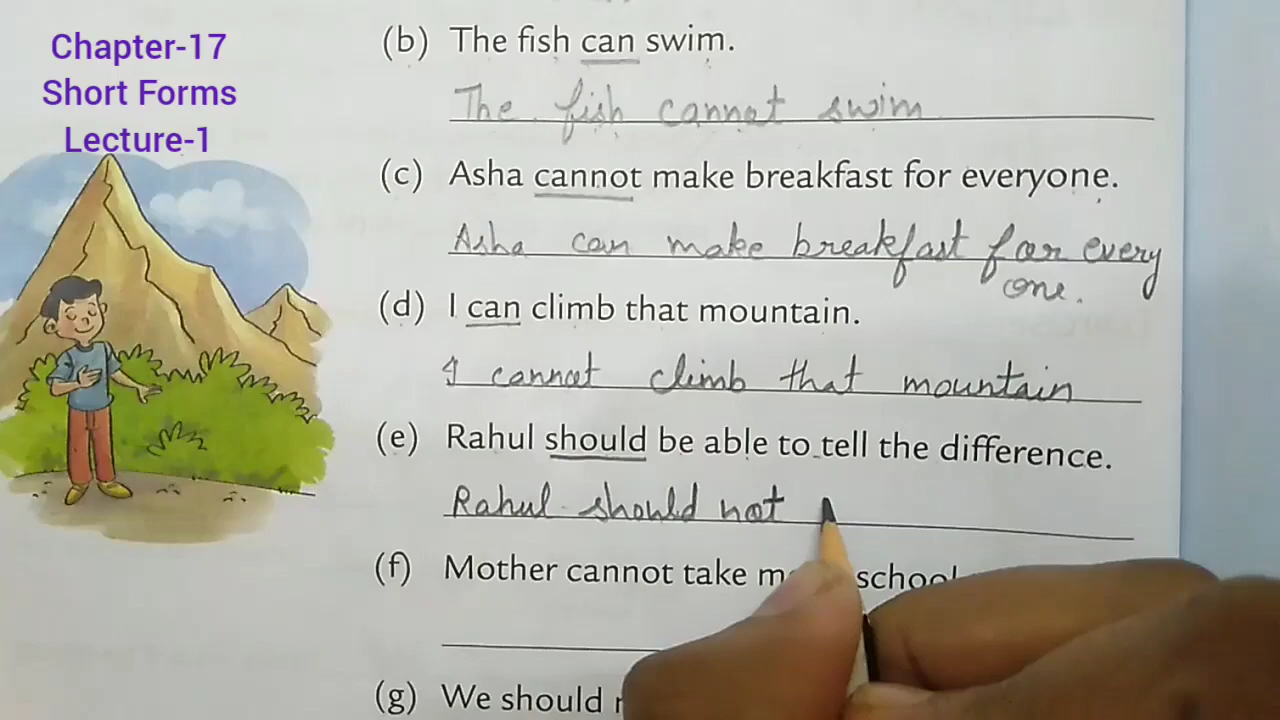 Chapter-17
Short Forms
Lecture-1
(b) The fish can swim.
The fish cannot swim
(c) Asha cannot make breakfast for everyone.
Asha can make breakfast for every
one.
(d) I can climb that mountain.
I cannot climb that mountain
(e) Rahul should be able to tell the difference.
Rahul should not
(f) Mother cannot take school
(g) We should